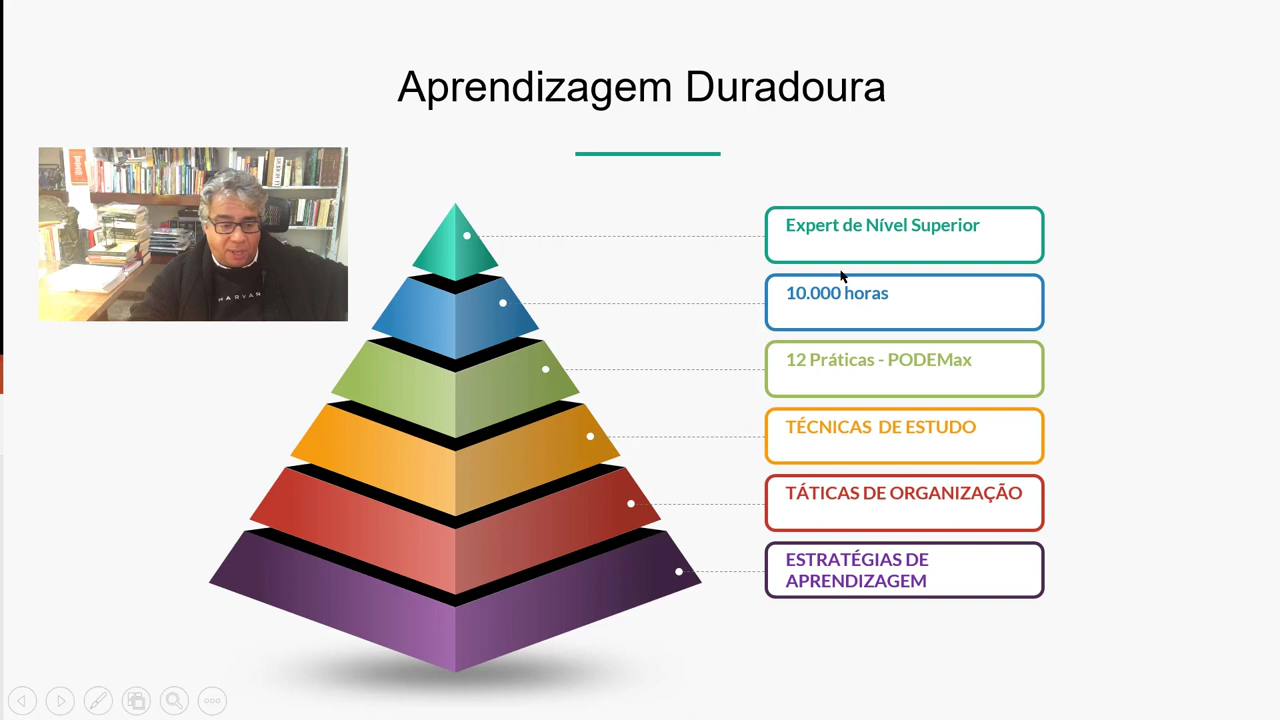 Aprendizagem Duradoura
HARVAR
Expert de Nível Superior
10.000 horas
12 Práticas - PODEMax
TÉCNICAS DE ESTUDO
TÁTICAS DE ORGANIZAÇÃO
ESTRATÉGIAS DE
APRENDIZAGEM